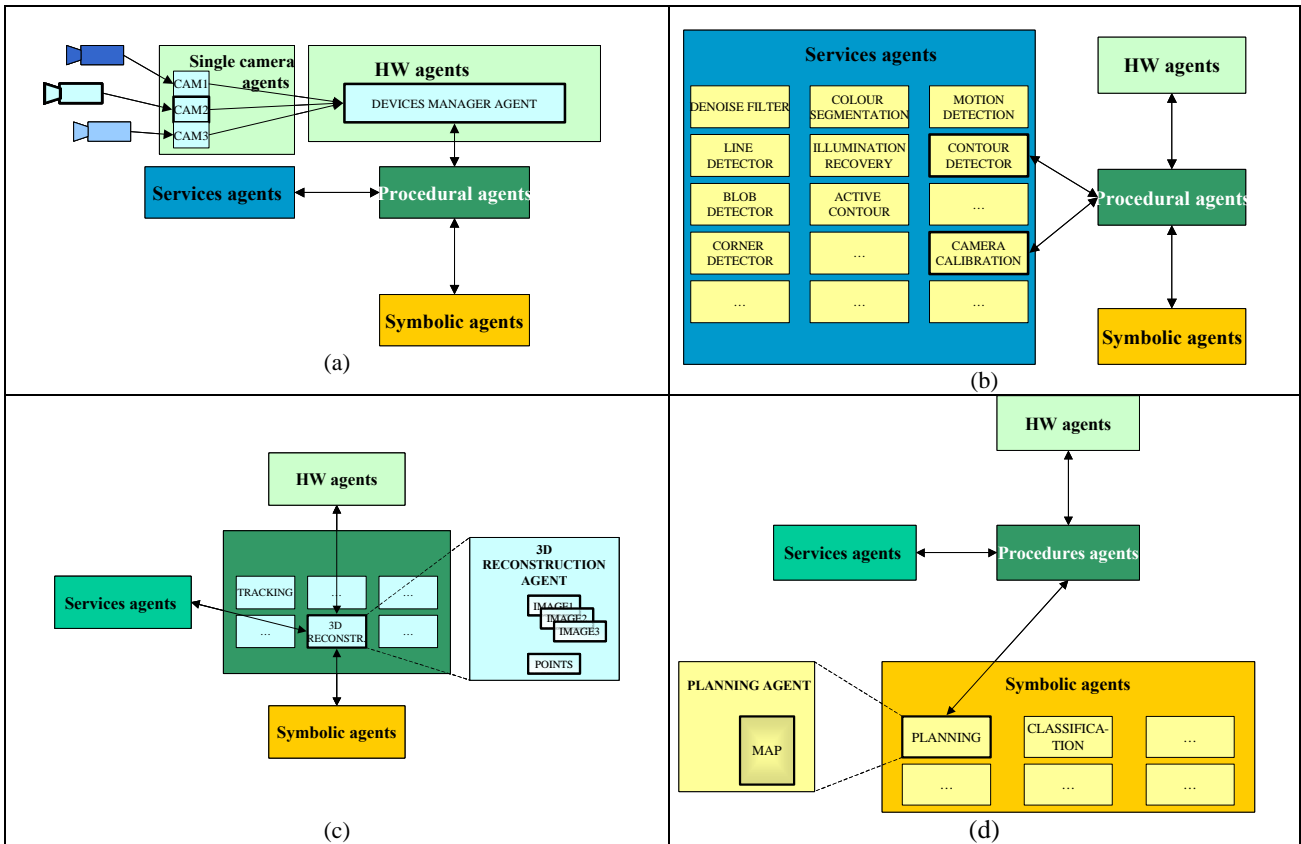 Single camera
agents
HW agents
CAM1
CAM2
CAM3
DEVICES MANAGER AGENT
Services agents
Procedural agents
Symbolic agents
(a)
Services agents
DENOISE FILTER
COLOUR
SEGMENTATION
MOTION
DETECTION
LINE
DETECTOR
ILLUMINATION
RECOVERY
CONTOUR
DETECTOR
BLOB
DETECTOR
ACTIVE
CONTOUR
…
CORNER
DETECTOR
…
CAMERA
CALIBRATION
…
…
…
HW agents
Procedural agents
Symbolic agents
(b)
HW agents
Services agents
TRACKING
…
…
…
3D
RECONSTR.
…
Symbolic agents
3D
RECONSTRUCTION
AGENT
IMAGE1
IMAGE2
IMAGE3
POINTS
(c)
HW agents
Services agents
Procedures agents
PLANNING AGENT
MAP
Symbolic agents
PLANNING
CLASSIFICA-
TION
…
…
…
…
(d)